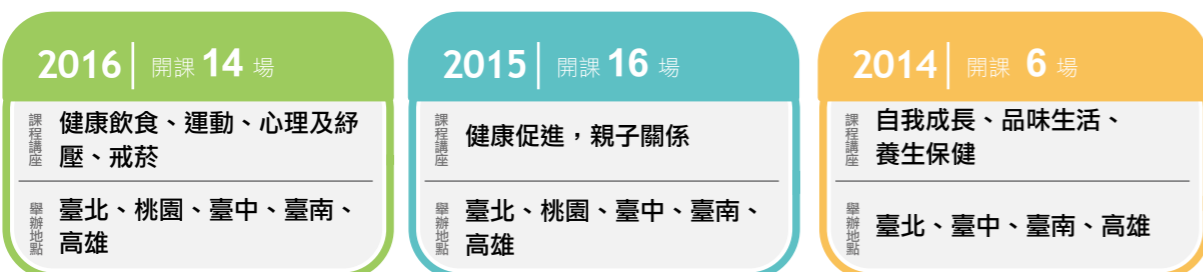 2016 開課 14 場
課程講座
健康飲食、運動、心理及紓
壓、戒菸
舉辦地點
臺北、桃園、臺中、臺南、
高雄
2015 開課 16 場
課程講座
健康促進，親子關係
舉辦地點
臺北、桃園、臺中、臺南、
高雄
2014 開課 6 場
課程講座
自我成長、品味生活、
養生保健
舉辦地點
臺北、臺中、臺南、高雄